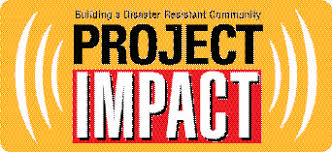 Building a Disaster Resistant Community
PROJECT
IMPACT